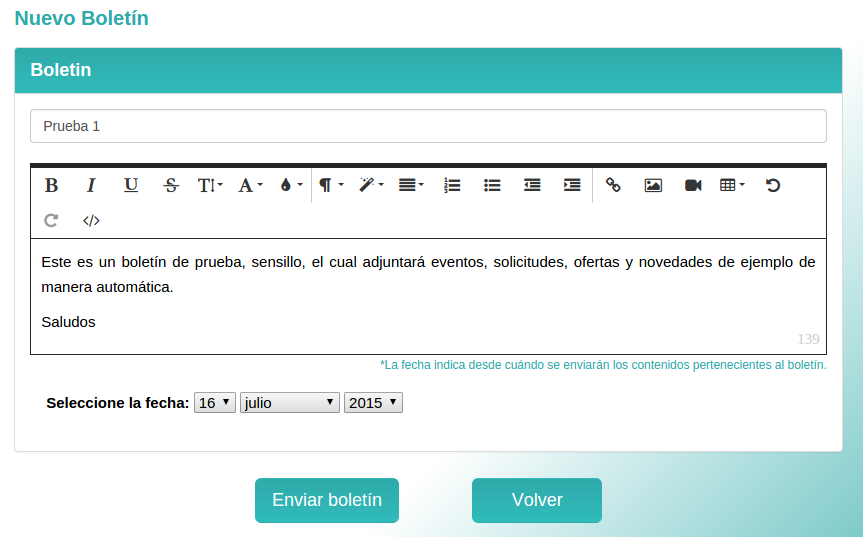 Nuevo Boletín
Boletin
Prueba 1
Este es un boletín de prueba, sensillo, el cual adjuntará eventos, solicitudes, ofertas y novedades de ejemplo de
manera automática.
Saludos
139
*La fecha indica desde cuándo se enviarán los contenidos pertenecientes al boletín.
Seleccione la fecha: 16 julio 2015
Enviar boletín Volver